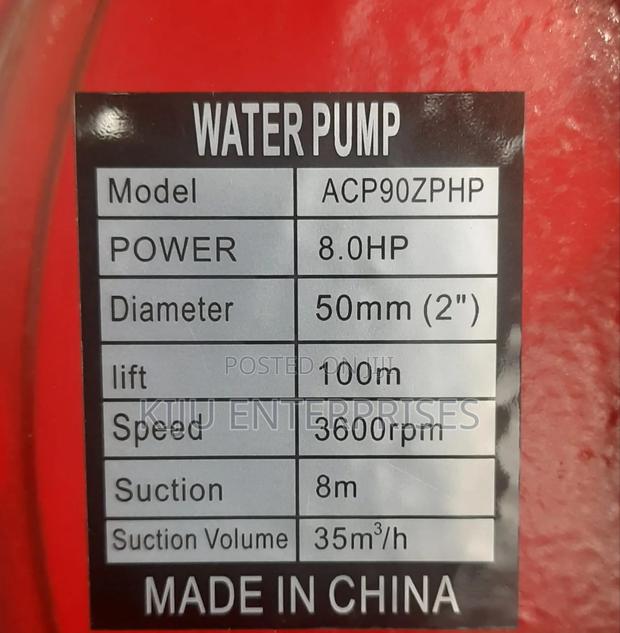 WATER PUMP
Model ACP90ZPHP
POWER 8.0HP
Diameter 50mm (2")
POSTED ON JIJI
lift 100m
KIJU ENTERPRISES
Speed 3600rpm
Suction 8m
Suction Volume 35m³/h
MADE IN CHINA